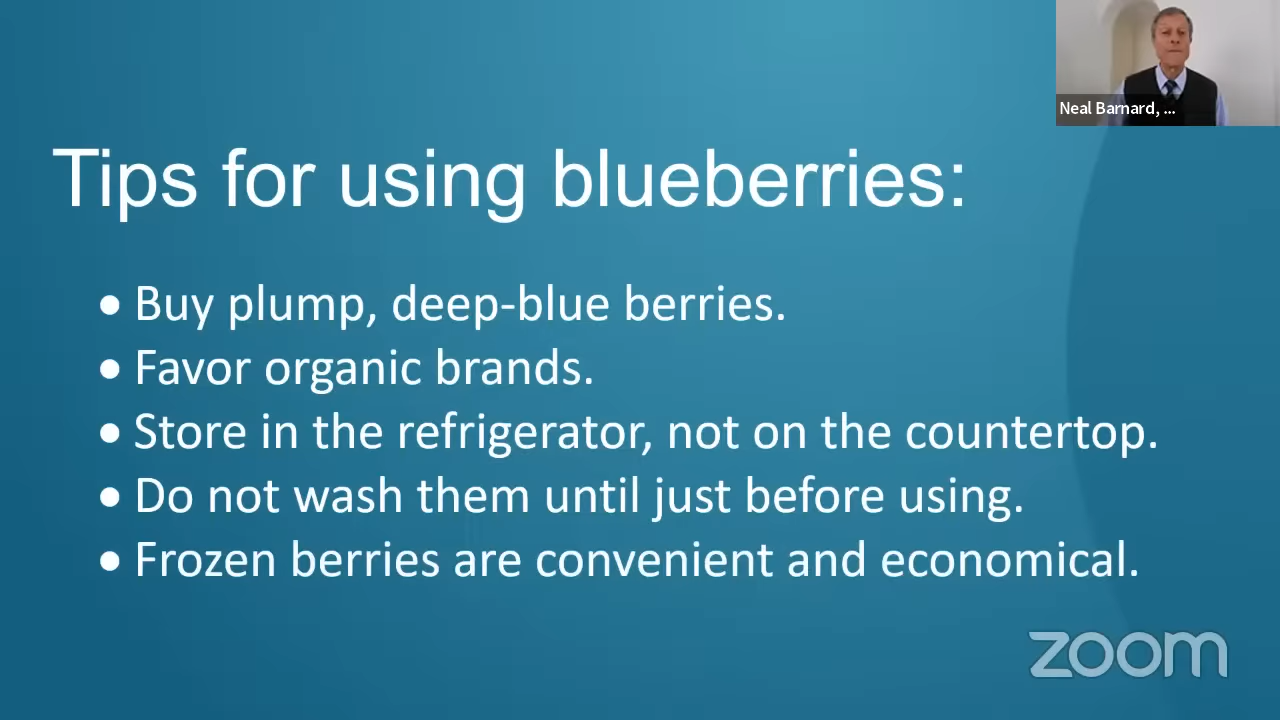 Neal Barnard, ...
Tips for using blueberries:
• Buy plump, deep-blue berries.
• Favor organic brands.
• Store in the refrigerator, not on the countertop.
• Do not wash them until just before using.
• Frozen berries are convenient and economical.
zoom